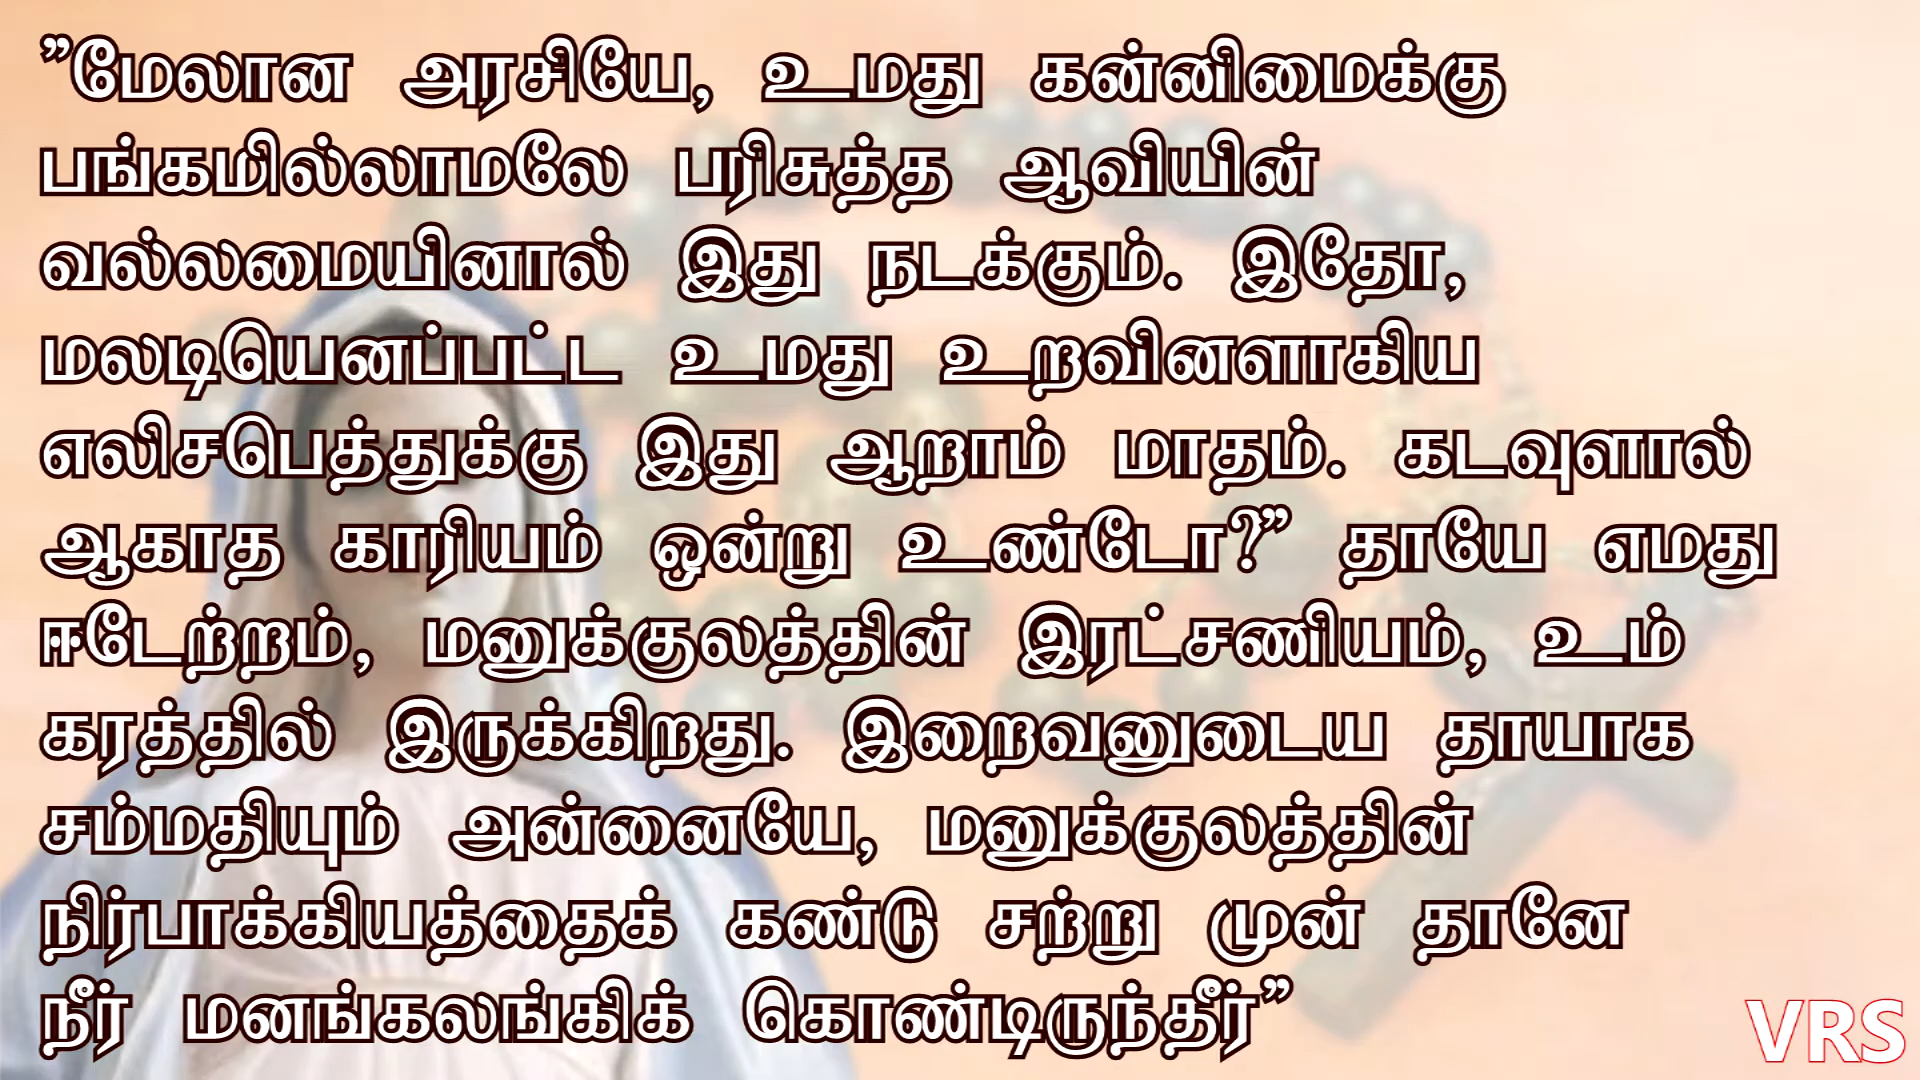 ”மேலான அரசியே, உமது கன்னிமைக்கு
பங்கமில்லாமலே பரிசுத்த ஆவியின்
வல்லமையினால் இது நடக்கும். இதோ,
மலடியெனப்பட்ட உமது உறவினளாகிய
எலிசபெத்துக்கு இது ஆறாம் மாதம். கடவுளால்
ஆகாத காரியம் ஒன்று உண்டோ?” தாயே எமது
ஈடேற்றம், மனுக்குலத்தின் இரட்சணியம், உம்
கரத்தில் இருக்கிறது. இறைவனுடைய தாயாக
சம்மதியும் அன்னையே, மனுக்குலத்தின்
நிர்பாக்கியத்தைக் கண்டு சற்று முன் தானே
நீர் மனங்கலங்கிக் கொண்டிருந்தீர்”
VRS